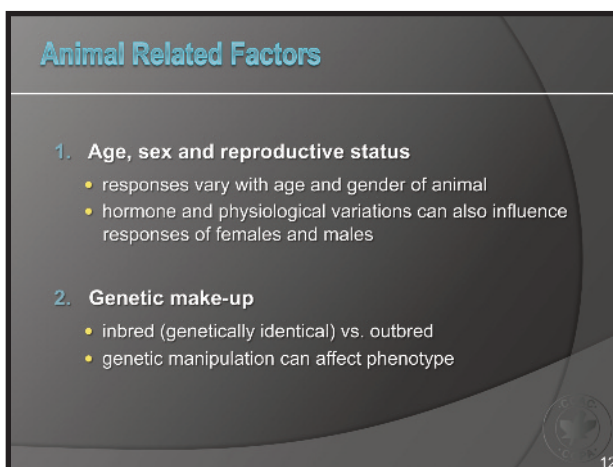 Animal Related Factors
1. Age, sex and reproductive status
• responses vary with age and gender of animal
• hormone and physiological variations can also influence
responses of females and males
2. Genetic make-up
• inbred (genetically identical) vs. outbred
• genetic manipulation can affect phenotype